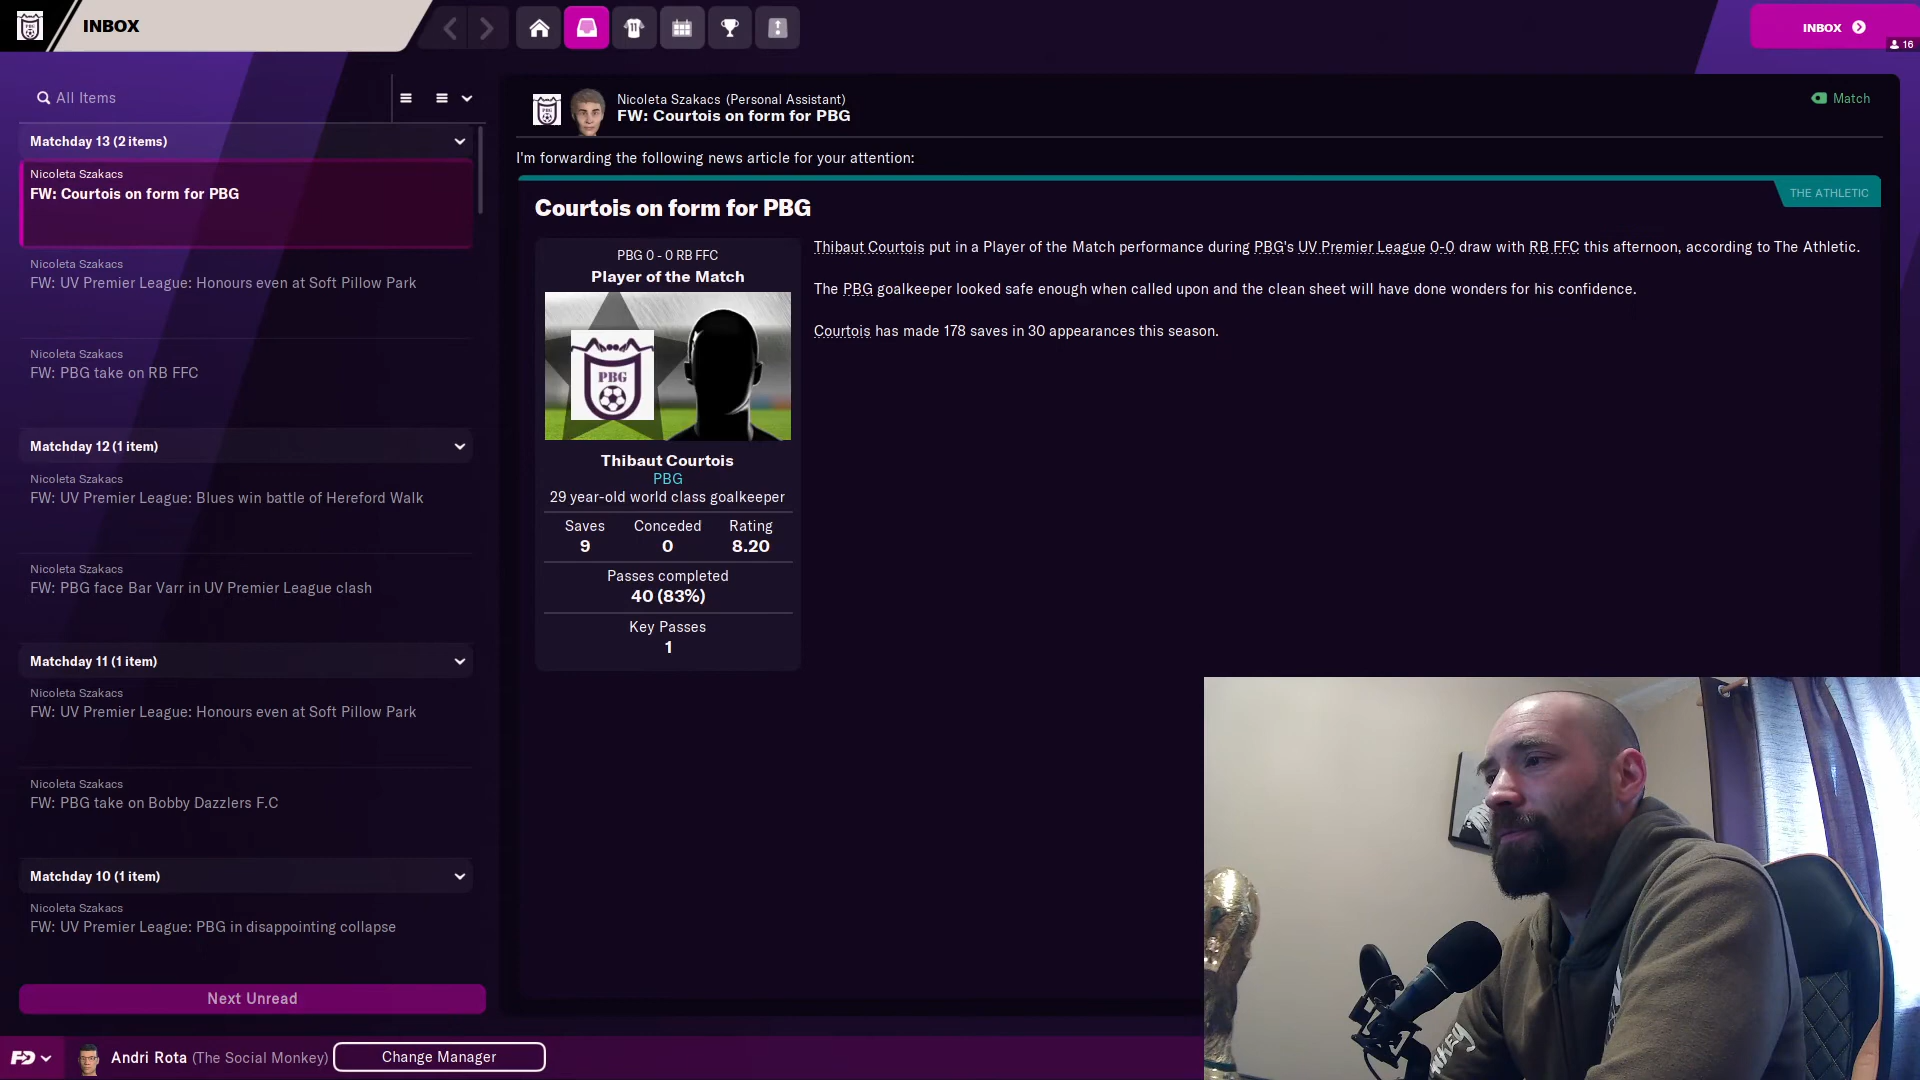 INBOX
INBOX
16
All Items
Matchday 13 (2 items)
Nicoleta Szakacs
FW: Courtois on form for PBG
Nicoleta Szakacs
FW: UV Premier League: Honours even at Soft Pillow Park
Nicoleta Szakacs
FW: PBG take on RB FFC
Matchday 12 (1 item)
Nicoleta Szakacs
FW: UV Premier League: Blues win battle of Hereford Walk
Nicoleta Szakacs
FW: PBG face Bar Varr in UV Premier League clash
Matchday 11 (1 item)
Nicoleta Szakacs
FW: UV Premier League: Honours even at Soft Pillow Park
Nicoleta Szakacs
FW: PBG take on Bobby Dazzlers F.C
Matchday 10 (1 item)
Nicoleta Szakacs
FW: UV Premier League: PBG in disappointing collapse
Next Unread
Nicoleta Szakacs (Personal Assistant)
FW: Courtois on form for PBG
Match
I'm forwarding the following news article for your attention:
THE ATHLETIC
Courtois on form for PBG
PBG 0 - 0 RB FFC
Player of the Match
PBG
Thibaut Courtois
PBG
29 year-old world class goalkeeper
Saves Conceded Rating
9 0 8.20
Passes completed
40 (83%)
Key Passes
1
Thibaut Courtois put in a Player of the Match performance during PBG's UV Premier League 0-0 draw with RB FFC this afternoon, according to The Athletic.
The PBG goalkeeper looked safe enough when called upon and the clean sheet will have done wonders for his confidence.
Courtois has made 178 saves in 30 appearances this season.
Andri Rota (The Social Monkey)
Change Manager